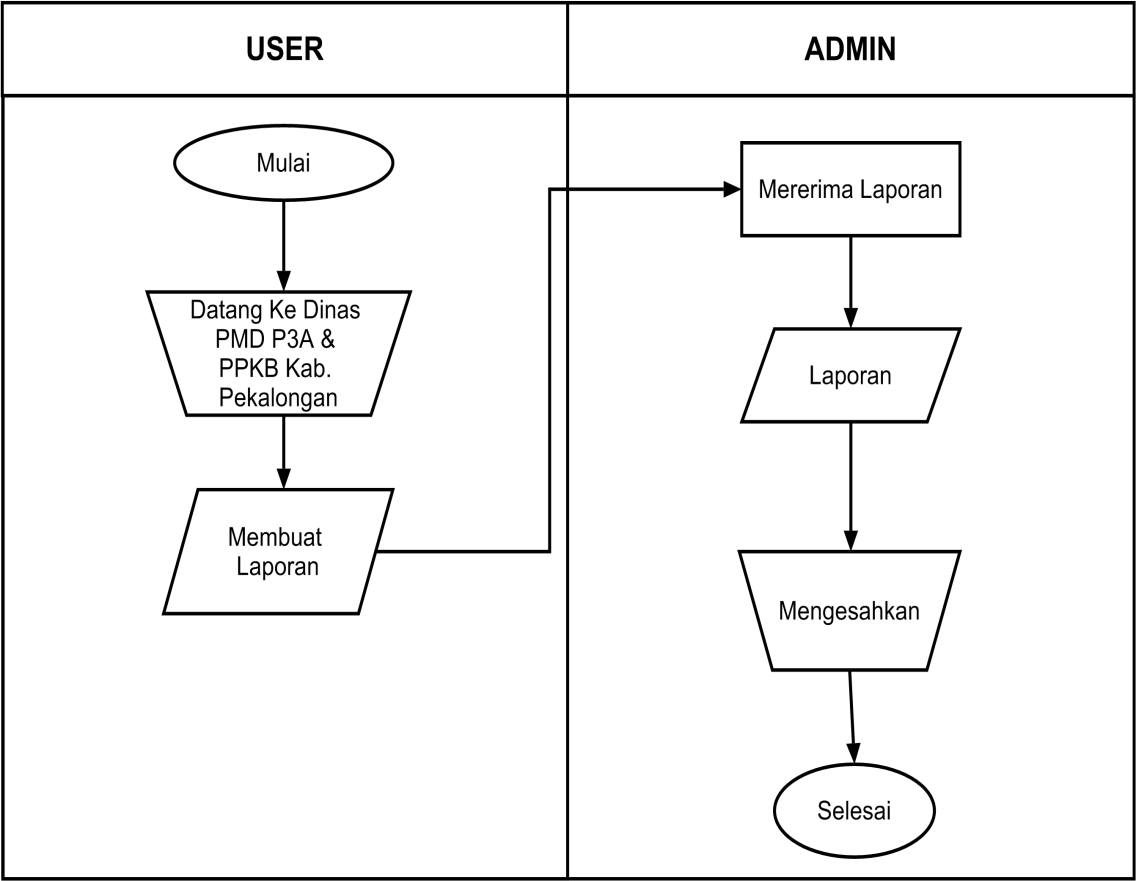 USER
ADMIN
Mulai
Datang Ke Dinas
PMD P3A &
PPKB Kab.
Pekalongan
Membuat
Laporan
Mererima Laporan
Laporan
Mengesahkan
Selesai